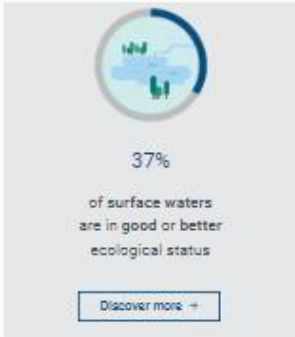 37%
of surface waters
are in good or better
ecological status
Discover more →